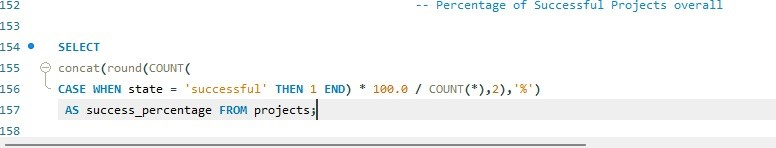 152 -- Percentage of Successful Projects overall
153
154 SELECT
155 concat(round(COUNT(
156 CASE WHEN state = 'successful' THEN 1 END) * 100.0 / COUNT(*),2),'%')
157 AS success_percentage FROM projects;
158